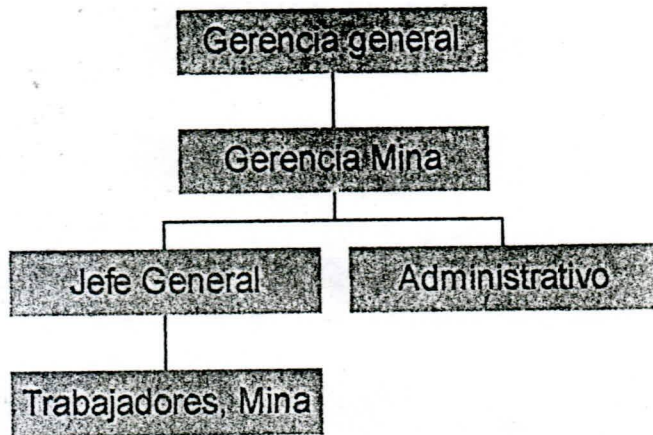 Gerencia general
Gerencia Mina
Jefe General
Administrativo
Trabajadores, Mina